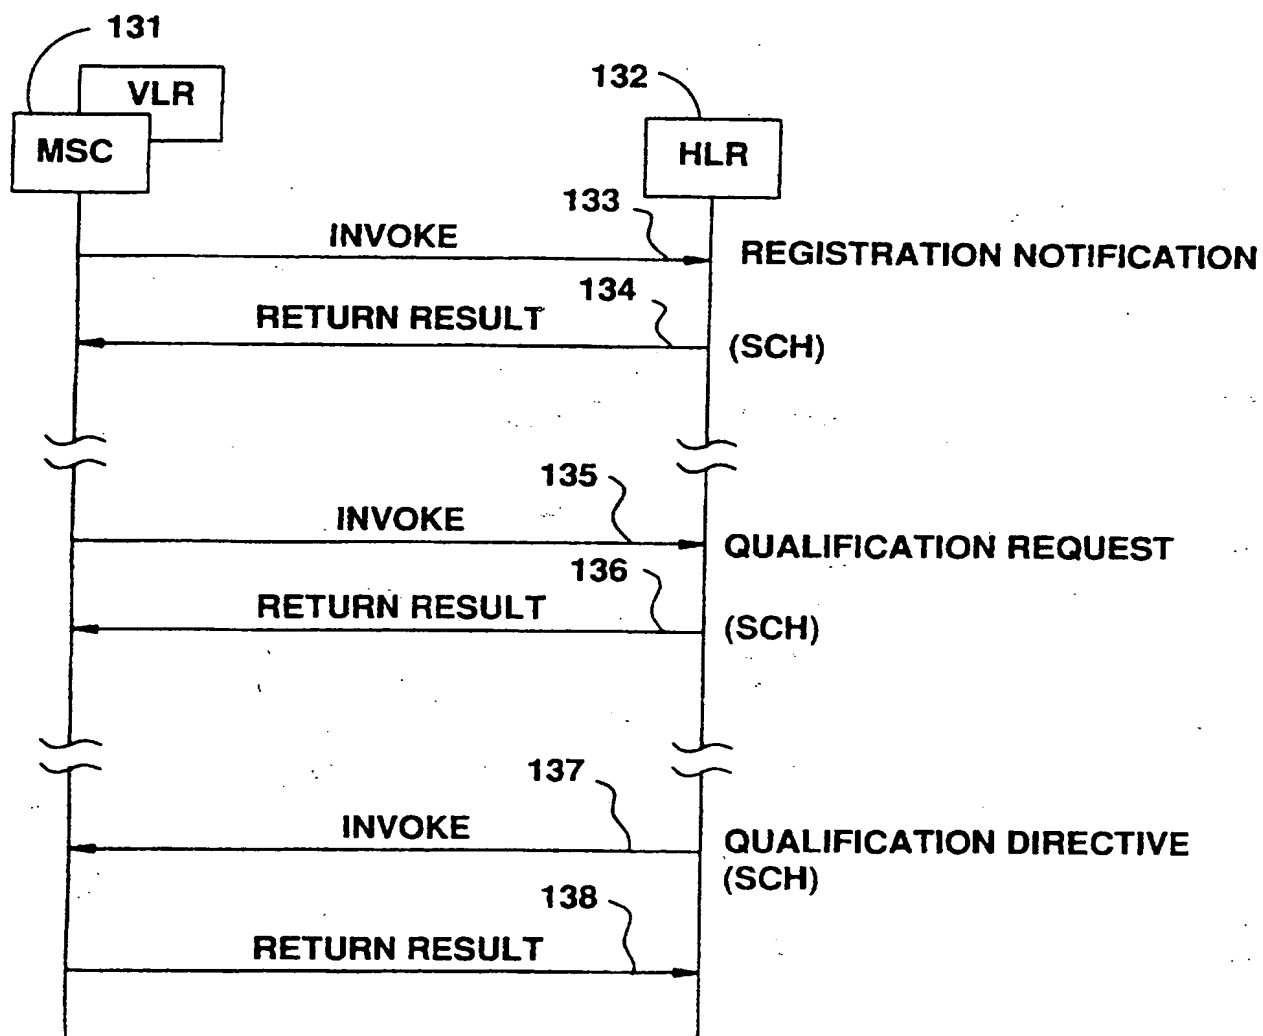 131
VLR
132
MSC
HLR
133
INVOKE
REGISTRATION NOTIFICATION
134
RETURN RESULT
(SCH)
135
INVOKE
QUALIFICATION REQUEST
136
RETURN RESULT
(SCH)
137
INVOKE
QUALIFICATION DIRECTIVE
(SCH)
138
RETURN RESULT